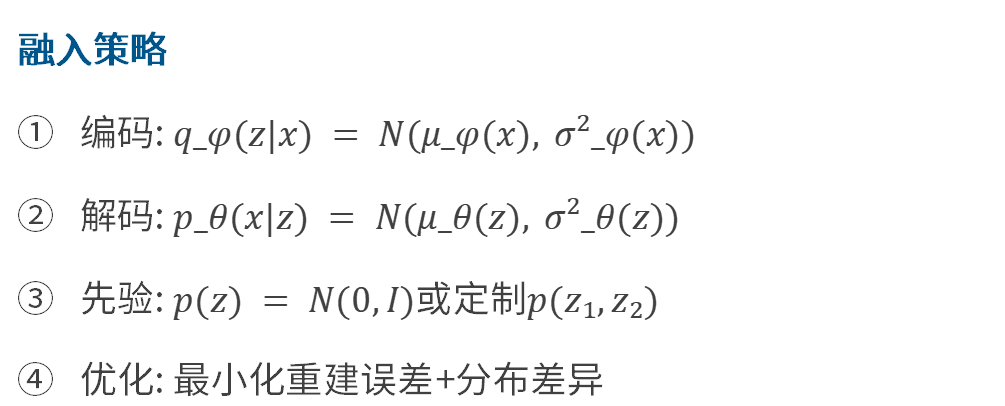 融入策略
① 编码: q_φ(z|x) = N(μ_φ(x), σ²_φ(x))
② 解码: p_θ(x|z) = N(μ_θ(z), σ²_θ(z))
③ 先验: p(z) = N(0, I)或定制p(z₁, z₂)
④ 优化: 最小化重建误差+分布差异